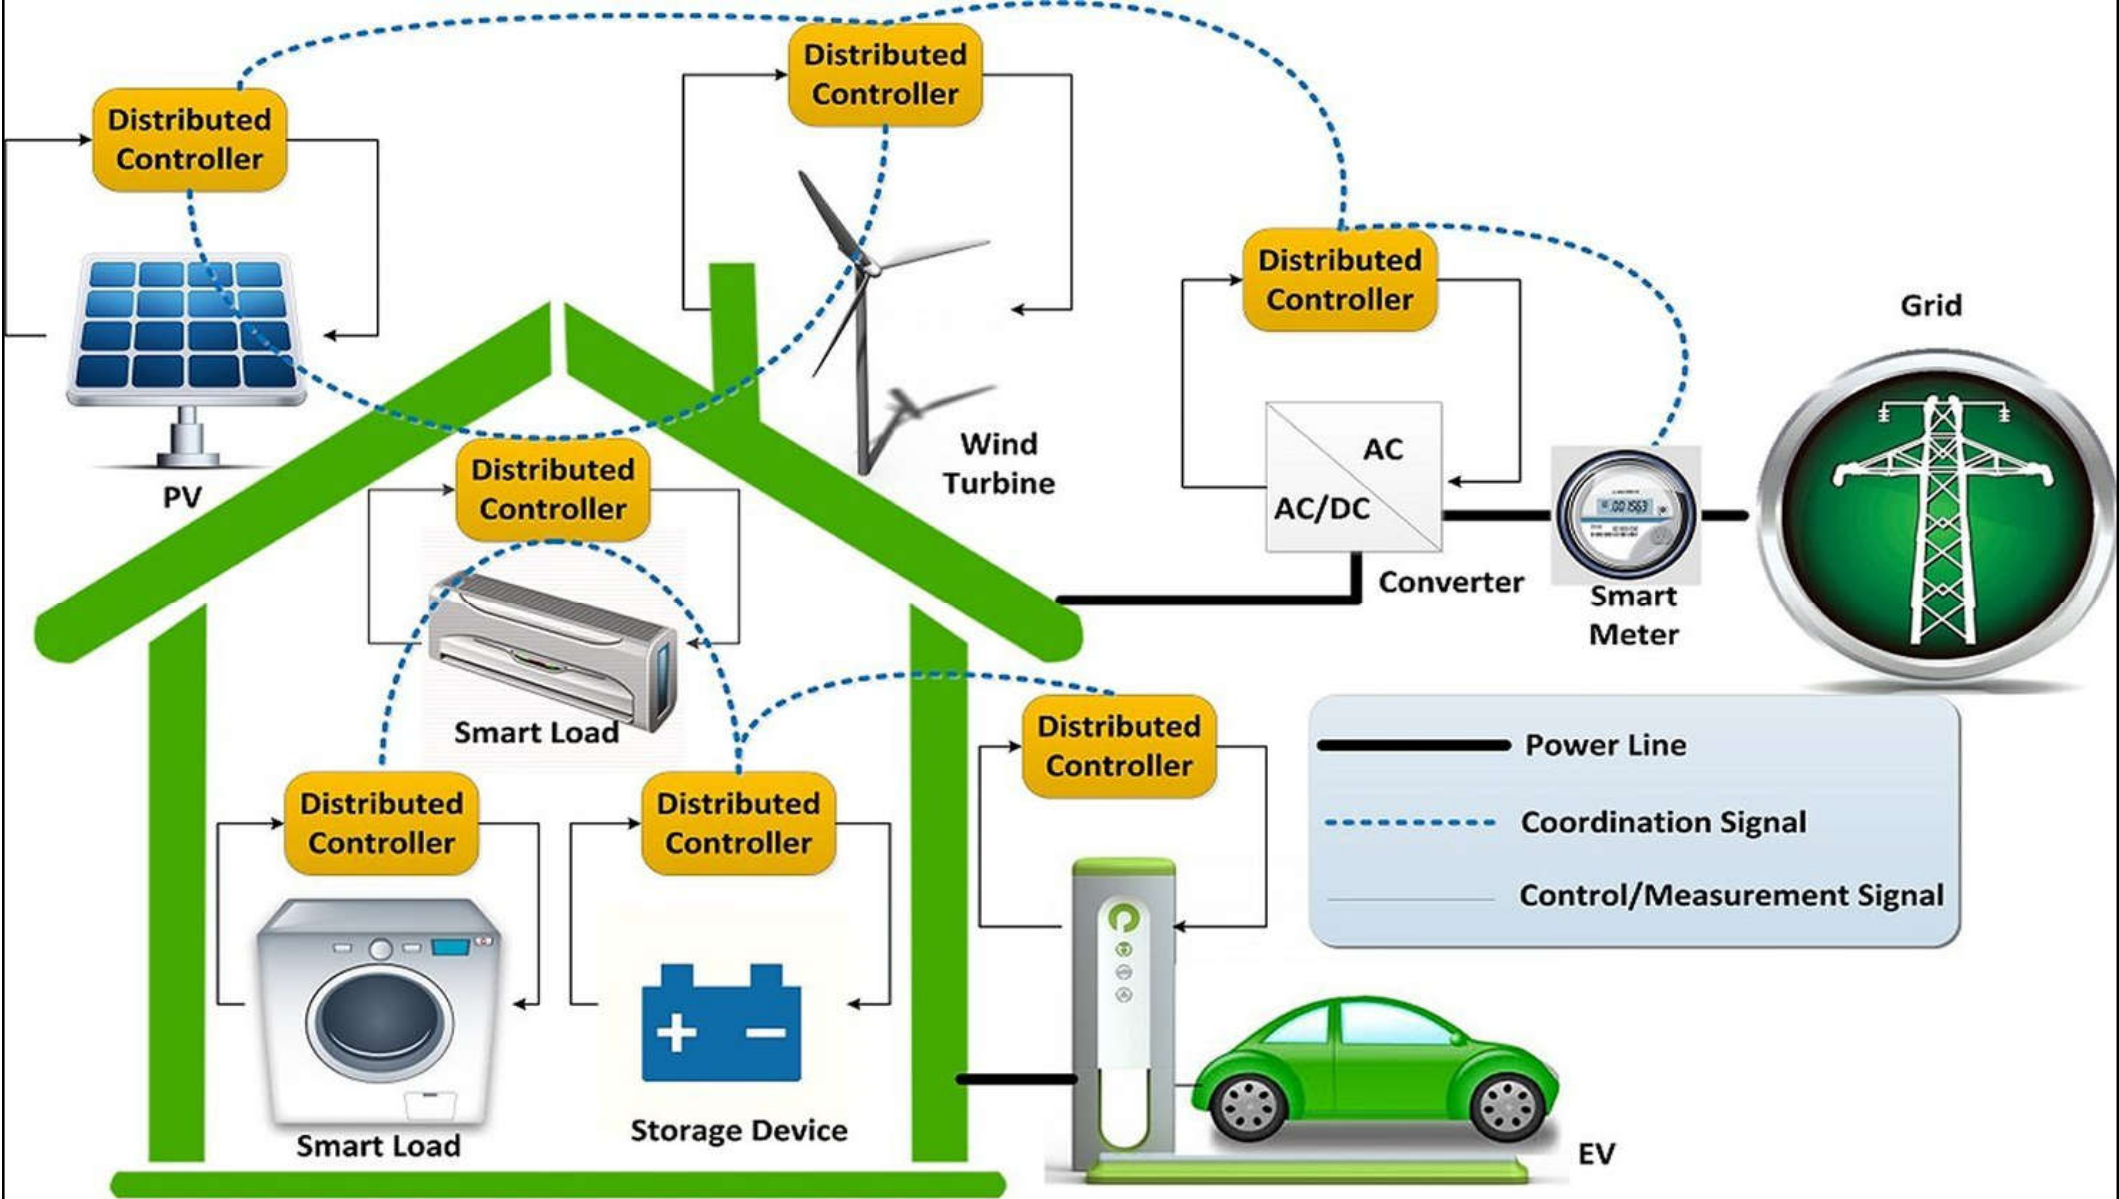 Distributed
Controller
Distributed
Controller
Distributed
Controller
Grid
PV
Wind
Turbine
Distributed
Controller
AC
AC/DC
Converter
Smart
Meter
Smart Load
Distributed
Controller
Distributed
Controller
Distributed
Controller
Power Line
Coordination Signal
Control/Measurement Signal
+ −
Smart Load
Storage Device
EV